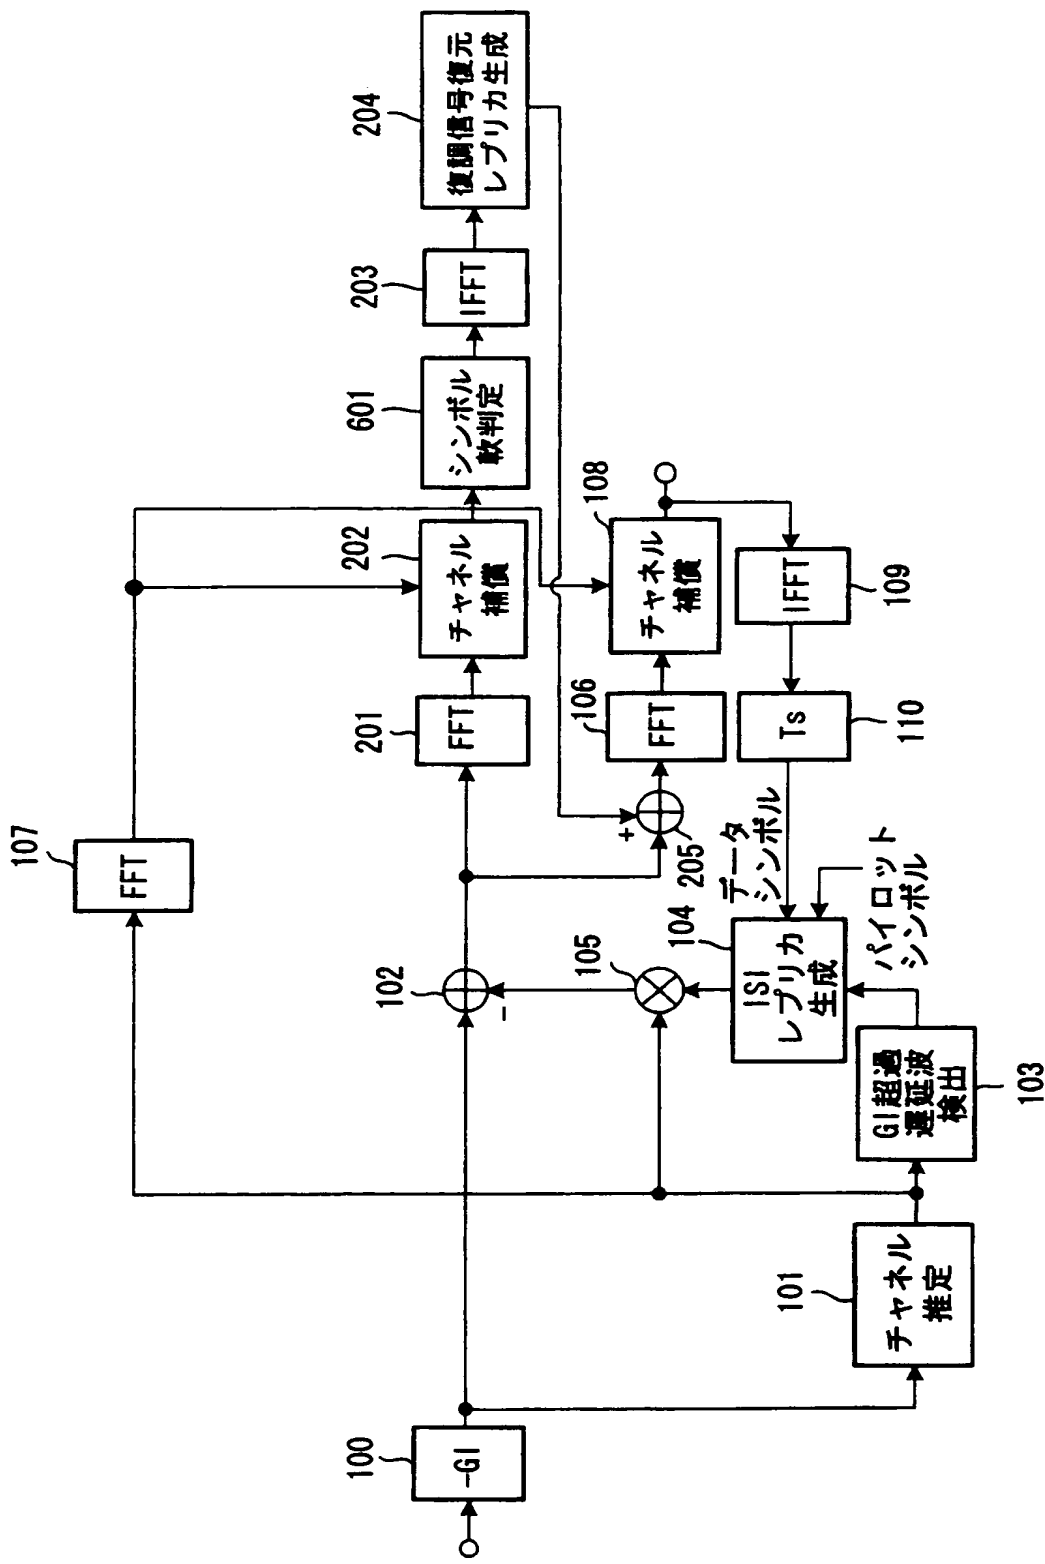 107
FFT
100
-GI
102
-
201
FFT
202
チャネル
補償
601
シンボル
軟判定
203
IFFT
204
復調信号復元
レプリカ生成
105
+
205
106
FFT
108
チャネル
補償
104
ISI
レプリカ
生成
データ
シンボル
Ts
110
IFFT
109
パイロット
シンボル
101
チャネル
推定
GI超過
遅延波
検出
103